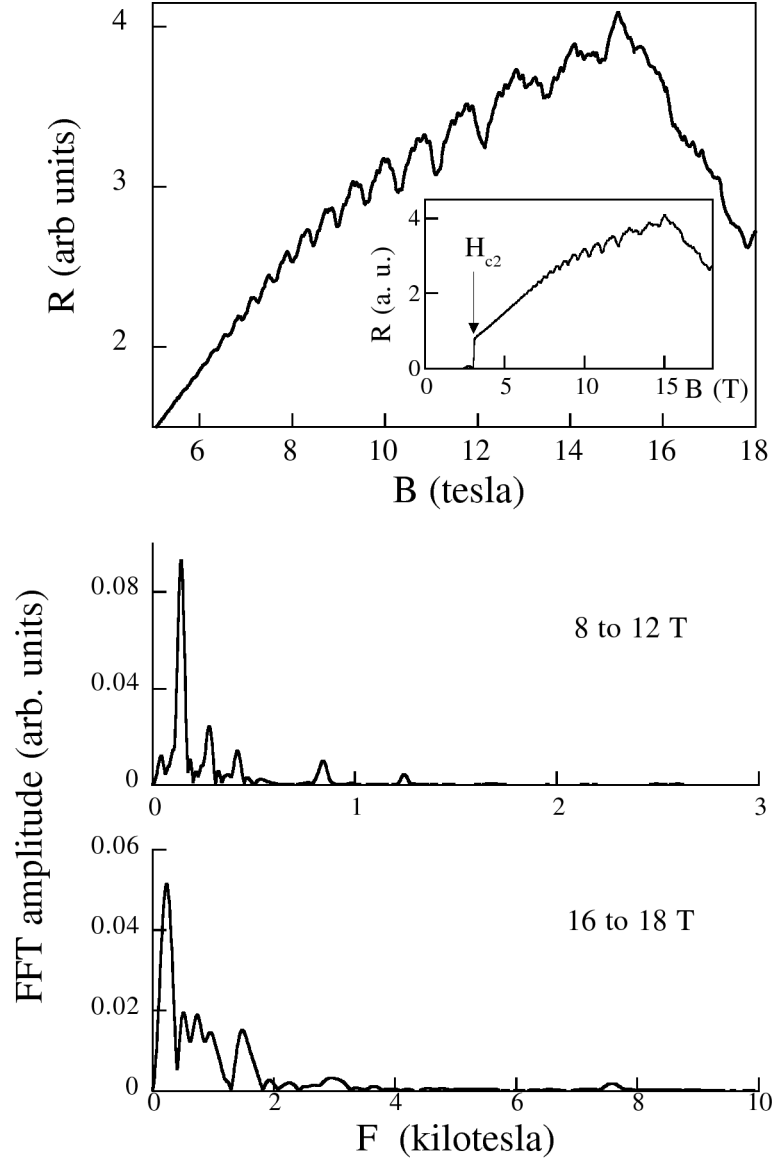 4
3
2
R (arb units)
6 8 10 12 14 16 18
B (tesla)
4
2
0
R (a. u.)
H_c2
0 5 10 15 B (T)
0.08
0.04
0
8 to 12 T
0 1 2 3
FFT amplitude (arb. units)
0.06
0.04
0.02
0
16 to 18 T
0 2 4 6 8 10
F (kilotesla)